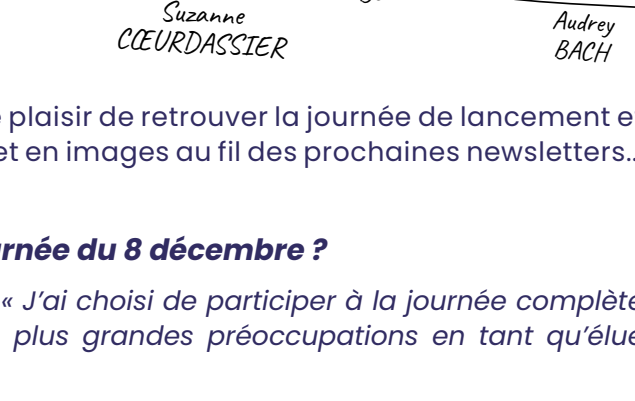 Suzanne
CŒURDASSIER
Audrey
BACH
plaisir de retrouver la journée de lancement e
et en images au fil des prochaines newsletters..
rnée du 8 décembre ?
« J'ai choisi de participer à la journée complète
plus grandes préoccupations en tant qu'élue